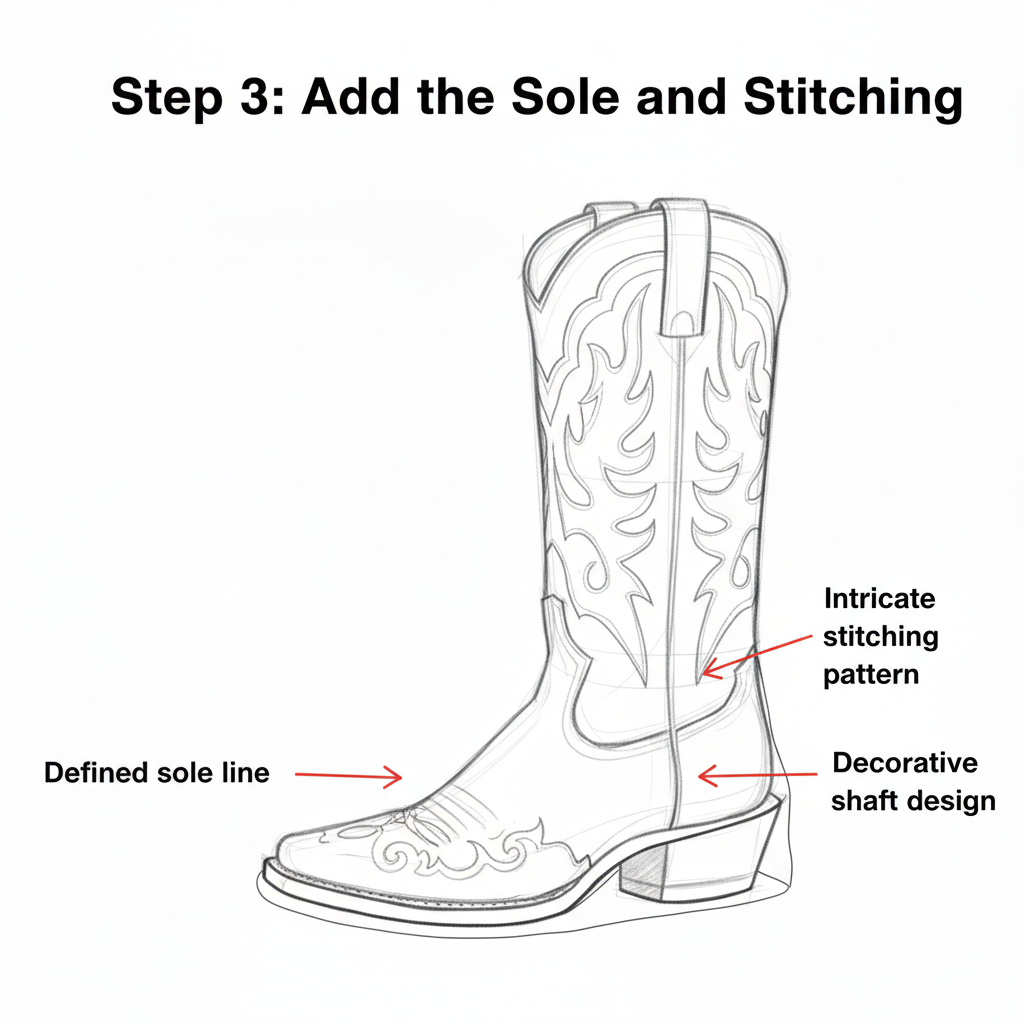 Step 3: Add the Sole and Stitching
Intricate
stitching
pattern
Defined sole line
Decorative
shaft design